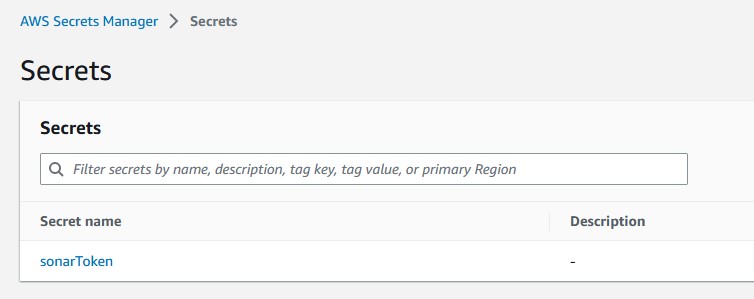 AWS Secrets Manager > Secrets
Secrets
Secrets
Filter secrets by name, description, tag key, tag value, or primary Region
Secret name Description
sonarToken -